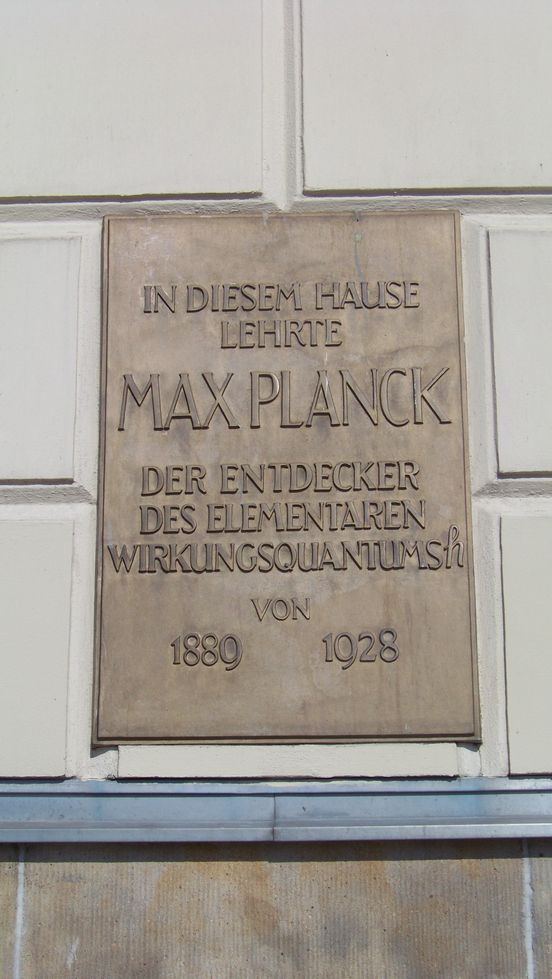 IN DIESEM HAUSE
LEHRTE
MAX PLANCK
DER ENTDECKER
DES ELEMENTAREN
WIRKUNGSQUANTUMS h
VON
1889 1928